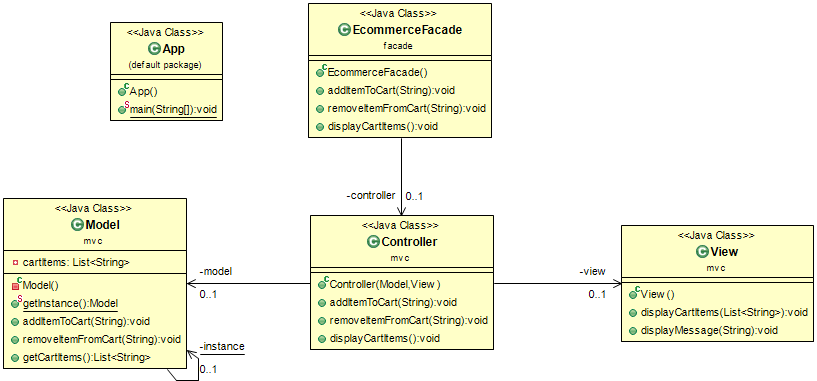 <<Java Class>>
App
(default package)
App()
main(String[]):void
<<Java Class>>
EcommerceFacade
facade
EcommerceFacade()
addItemToCart(String):void
removeItemFromCart(String):void
displayCartItems():void
-controller
0..1
<<Java Class>>
Model
mvc
cartItems: List<String>
Model()
getInstance():Model
addItemToCart(String):void
removeItemFromCart(String):void
getCartItems():List<String>
-model
0..1
-instance
0..1
<<Java Class>>
Controller
mvc
Controller(Model,View)
addItemToCart(String):void
removeItemFromCart(String):void
displayCartItems():void
-view
0..1
<<Java Class>>
View
mvc
View()
displayCartItems(List<String>):void
displayMessage(String):void